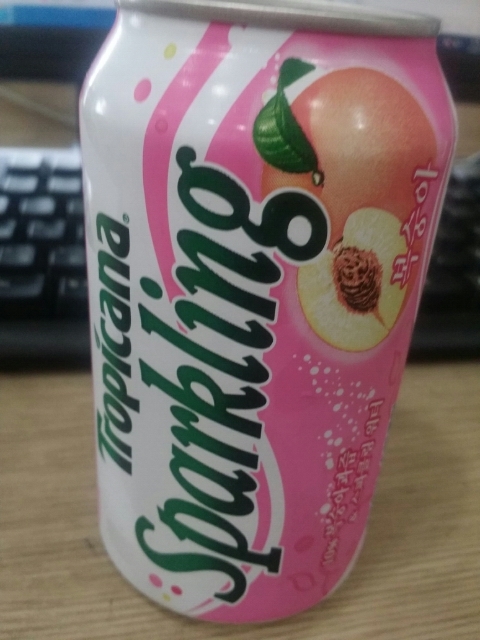 Tropicana
Sparkling
복숭아